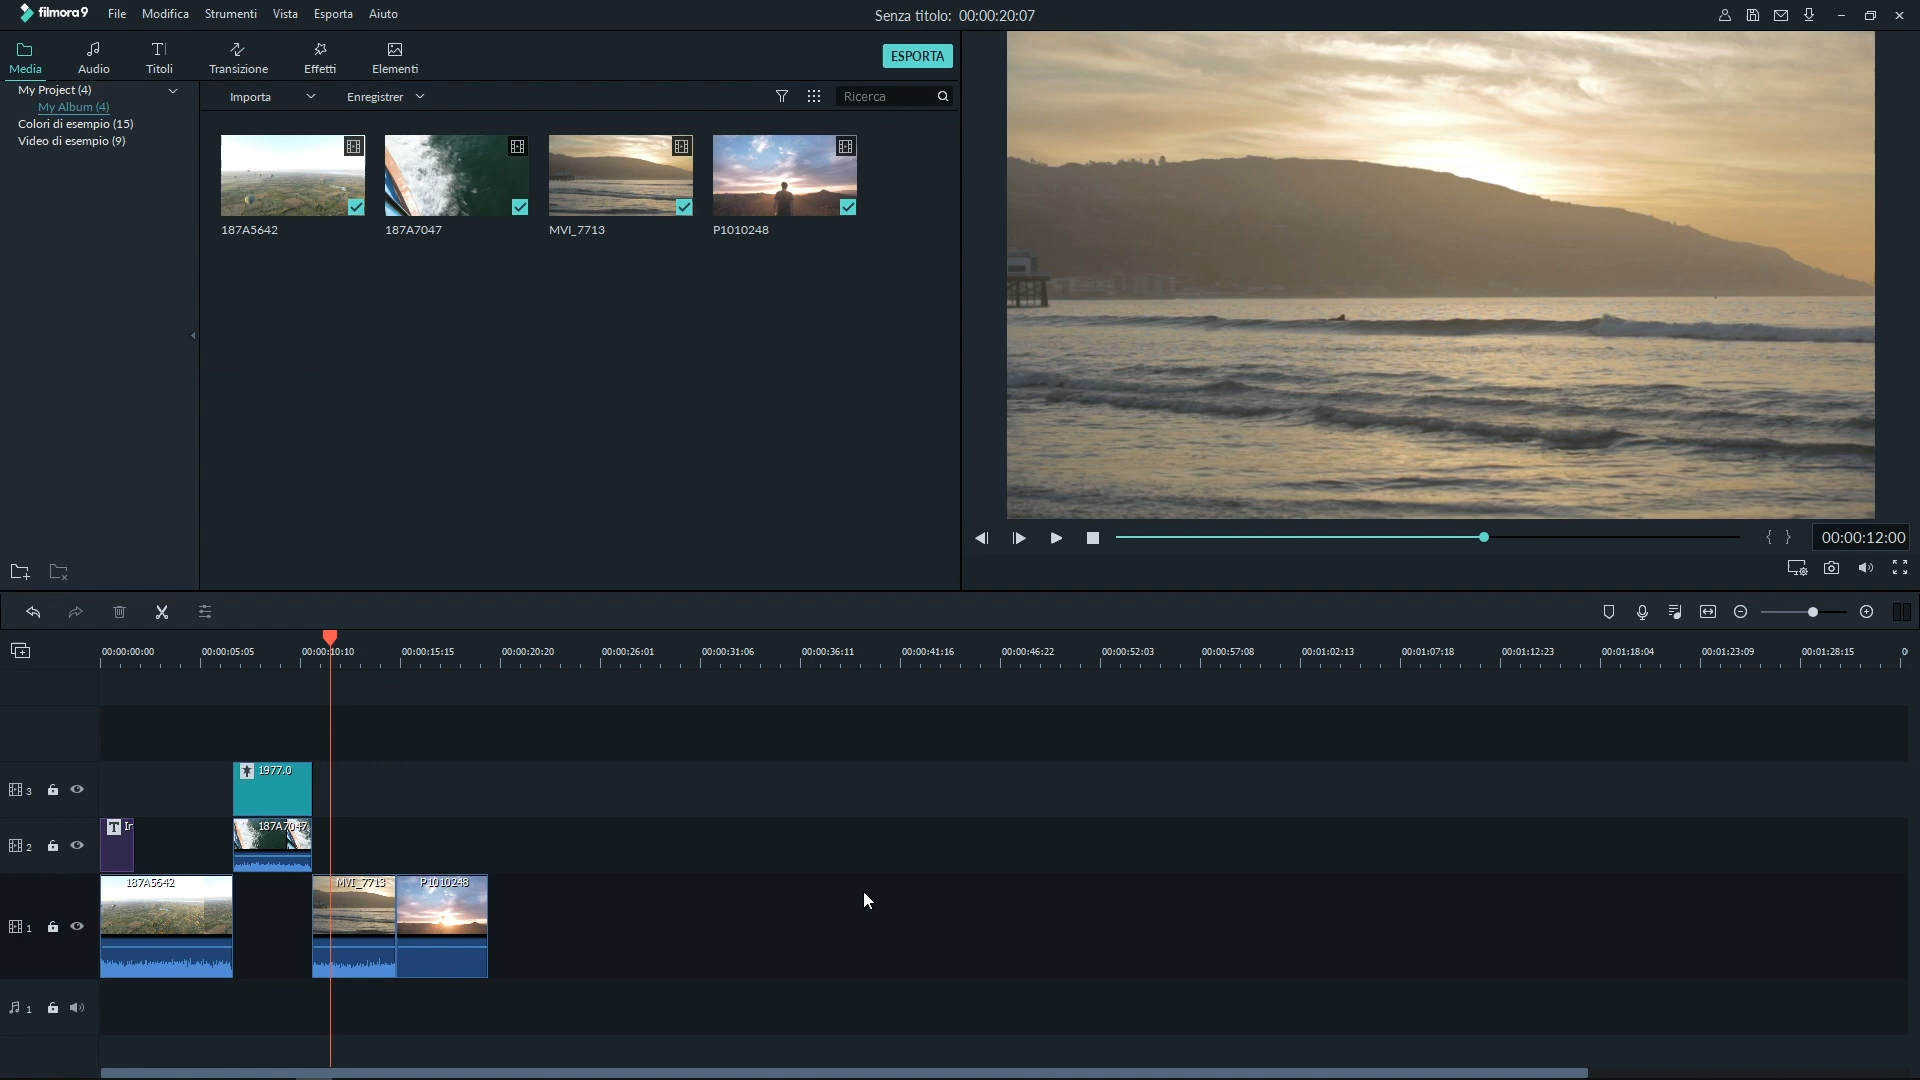 filmora9 File Modifica Strumenti Vista Esporta Aiuto Senza titolo: 00:00:20:07
Media Audio Titoli Transizione Effetti Elementi ESPORTA
My Project (4)
My Album (4)
Colori di esempio (15)
Video di esempio (9)
Importa Enregistrer Ricerca
187A5642 187A7047 MVI_7713 P1010248
{ } 00:00:12:00
00:00:00:00 00:00:05:05 00:00:10:10 00:00:15:15 00:00:20:20 00:00:26:01 00:00:31:06 00:00:36:11 00:00:41:16 00:00:46:22 00:00:52:03 00:00:57:08 00:01:02:13 00:01:07:18 00:01:12:23 00:01:18:04 00:01:23:09 00:01:28:15
3 1977.0
2 T 187A7047
1 187A5642 MVI_7713 P1010248
1